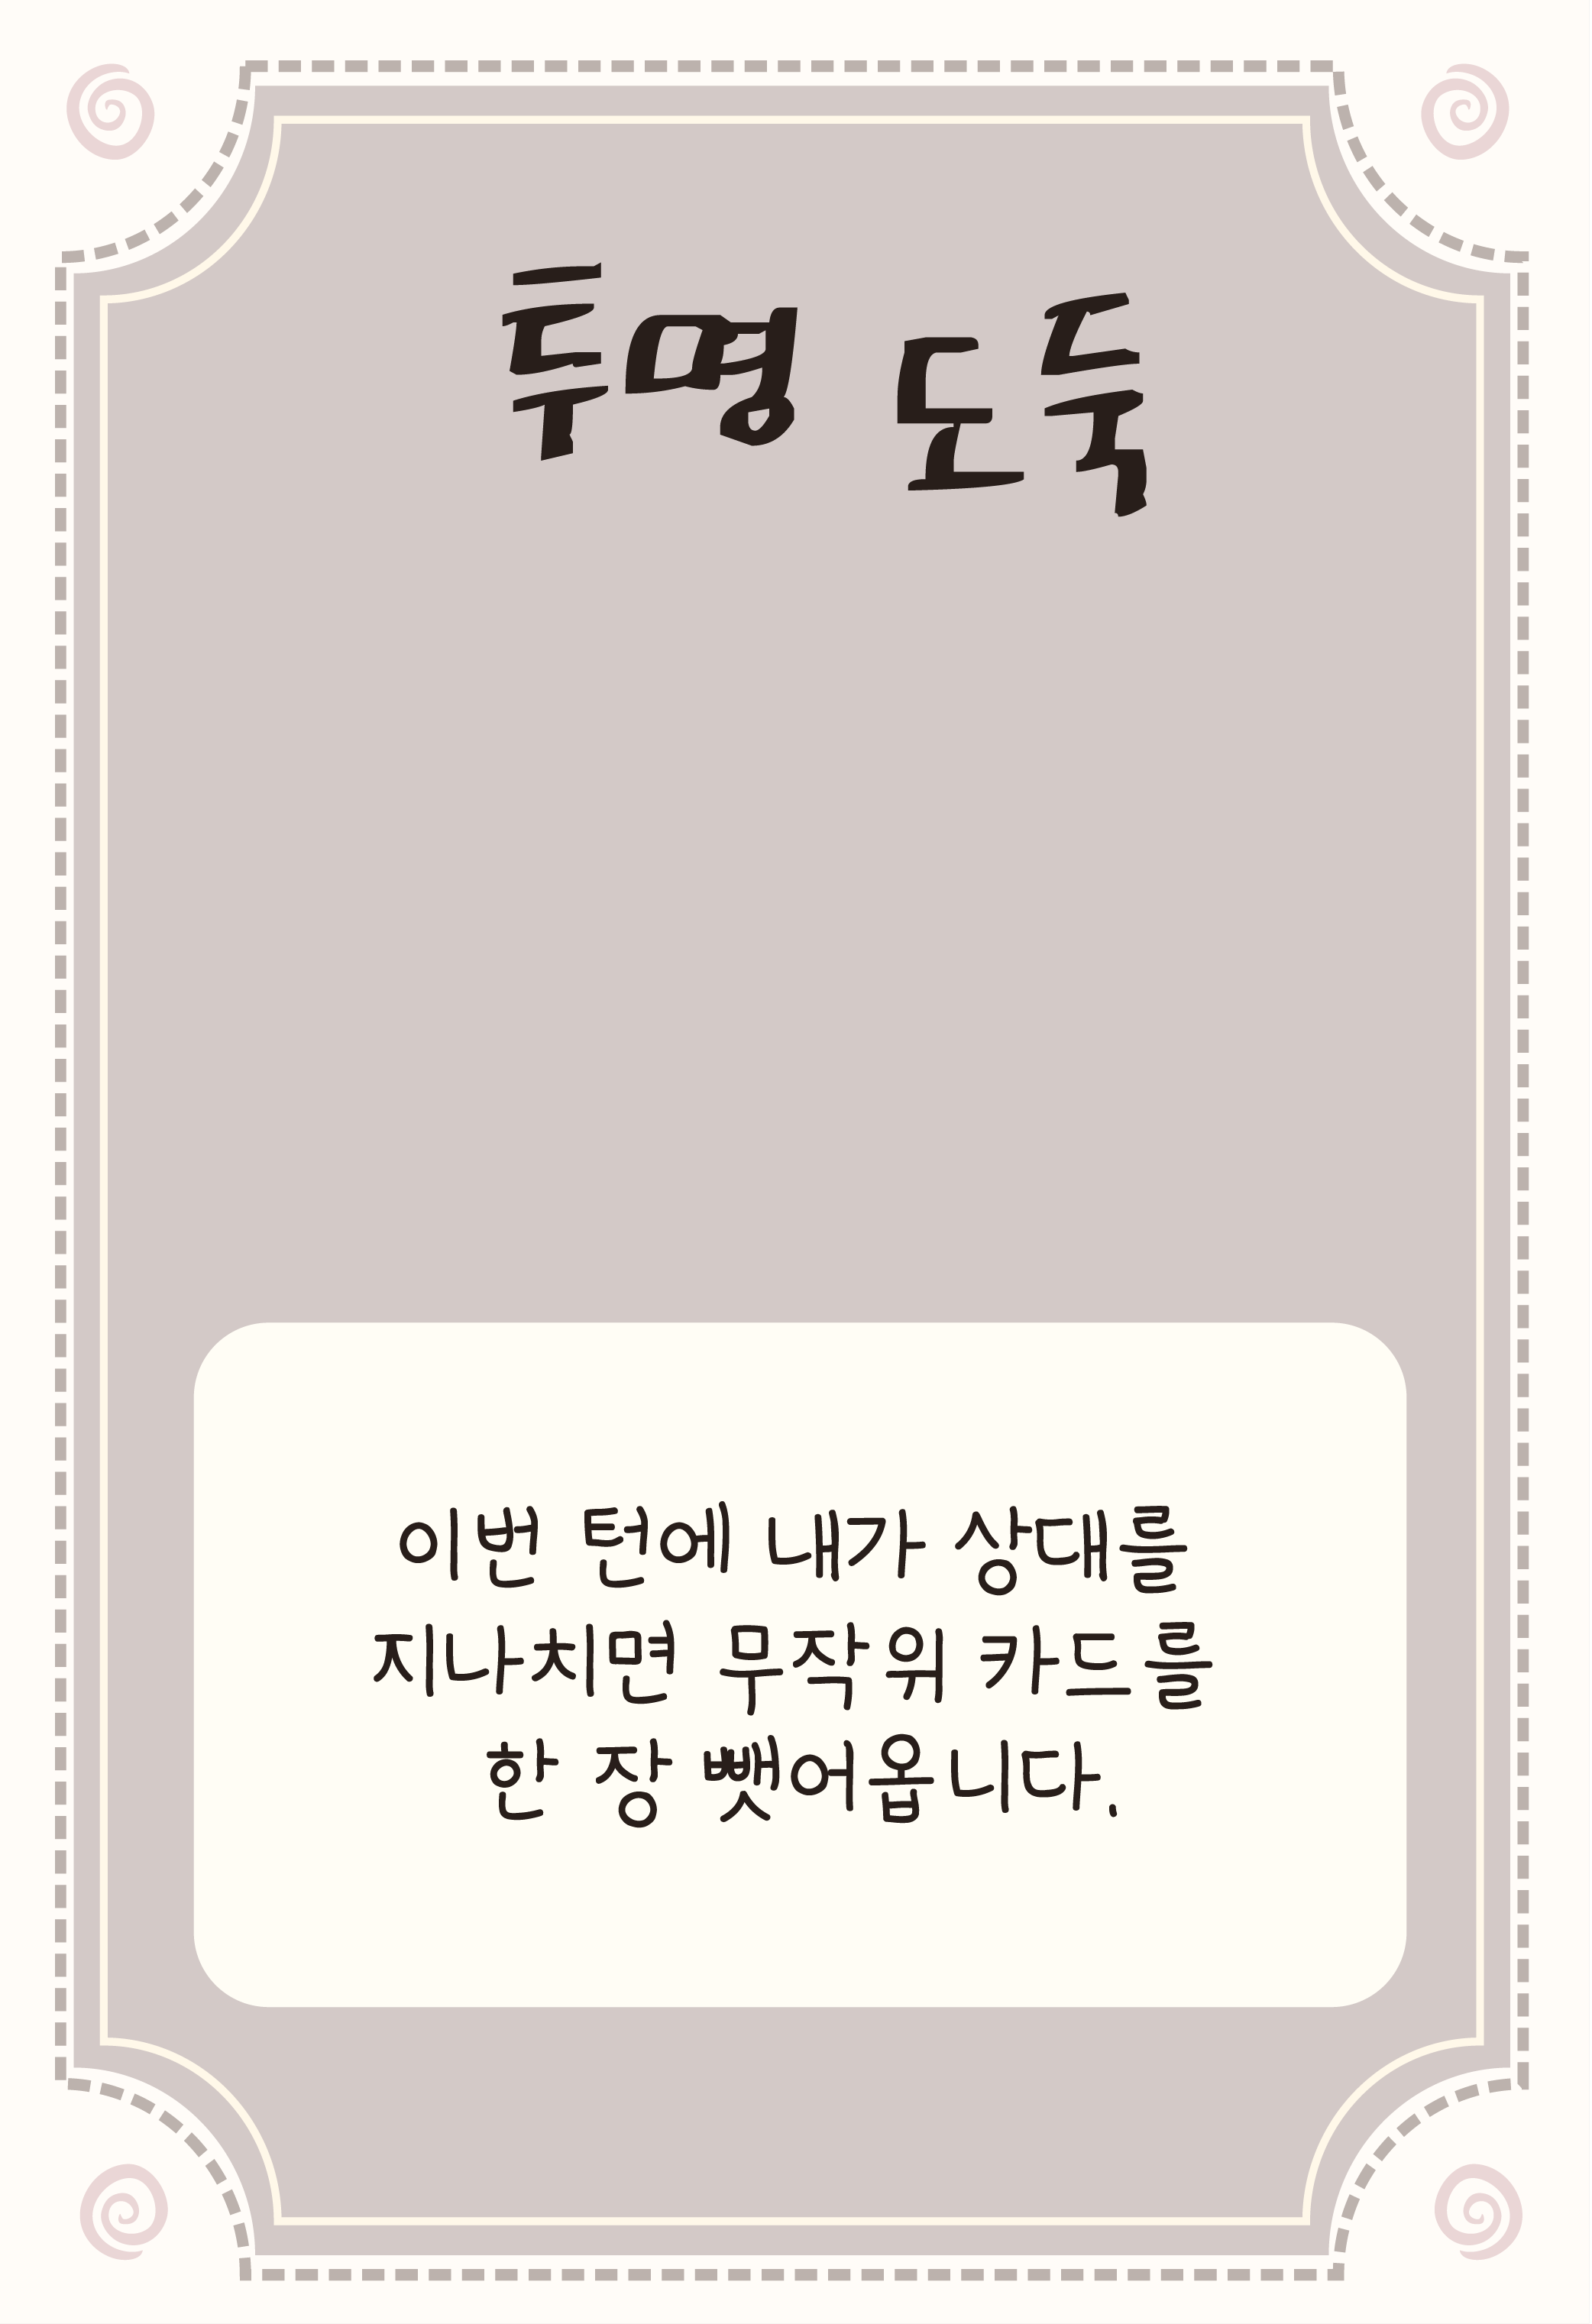 투명 도둑
이번 턴에 내가 상대를
지나치면 무작위 카드를
한 장 뺏어옵니다.